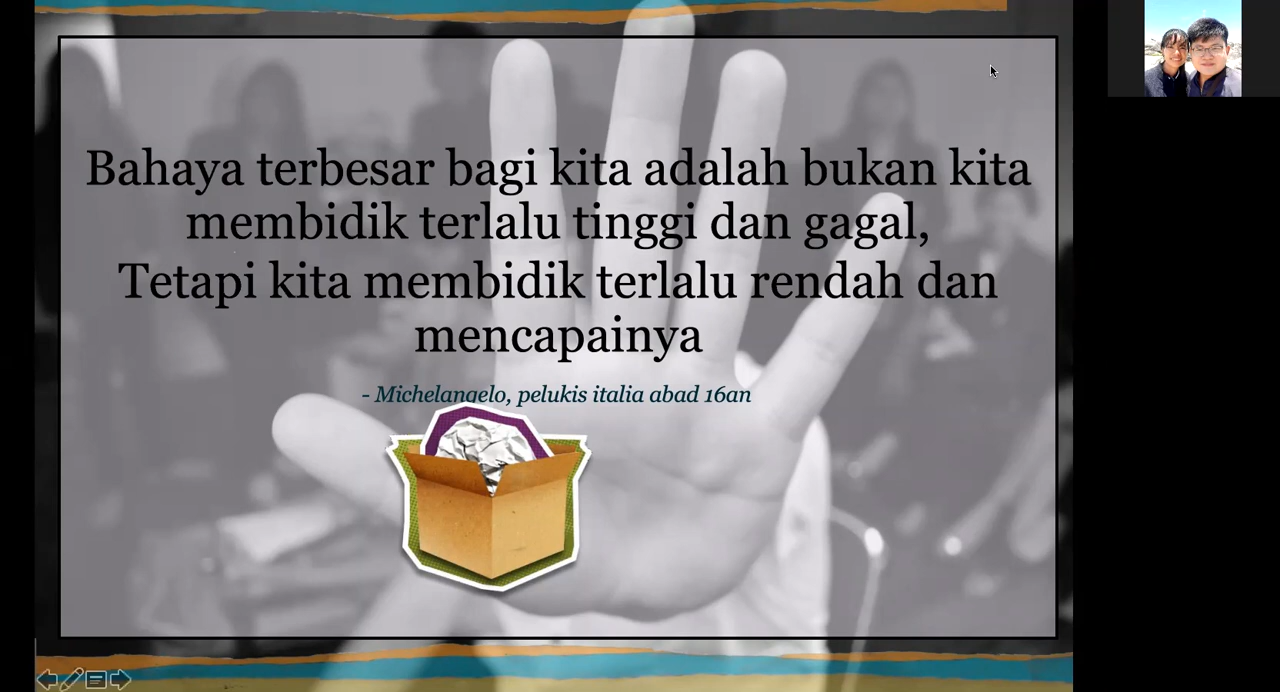 Bahaya terbesar bagi kita adalah bukan kita
membidik terlalu tinggi dan gagal,
Tetapi kita membidik terlalu rendah dan
mencapainya
- Michelangelo, pelukis italia abad 16an